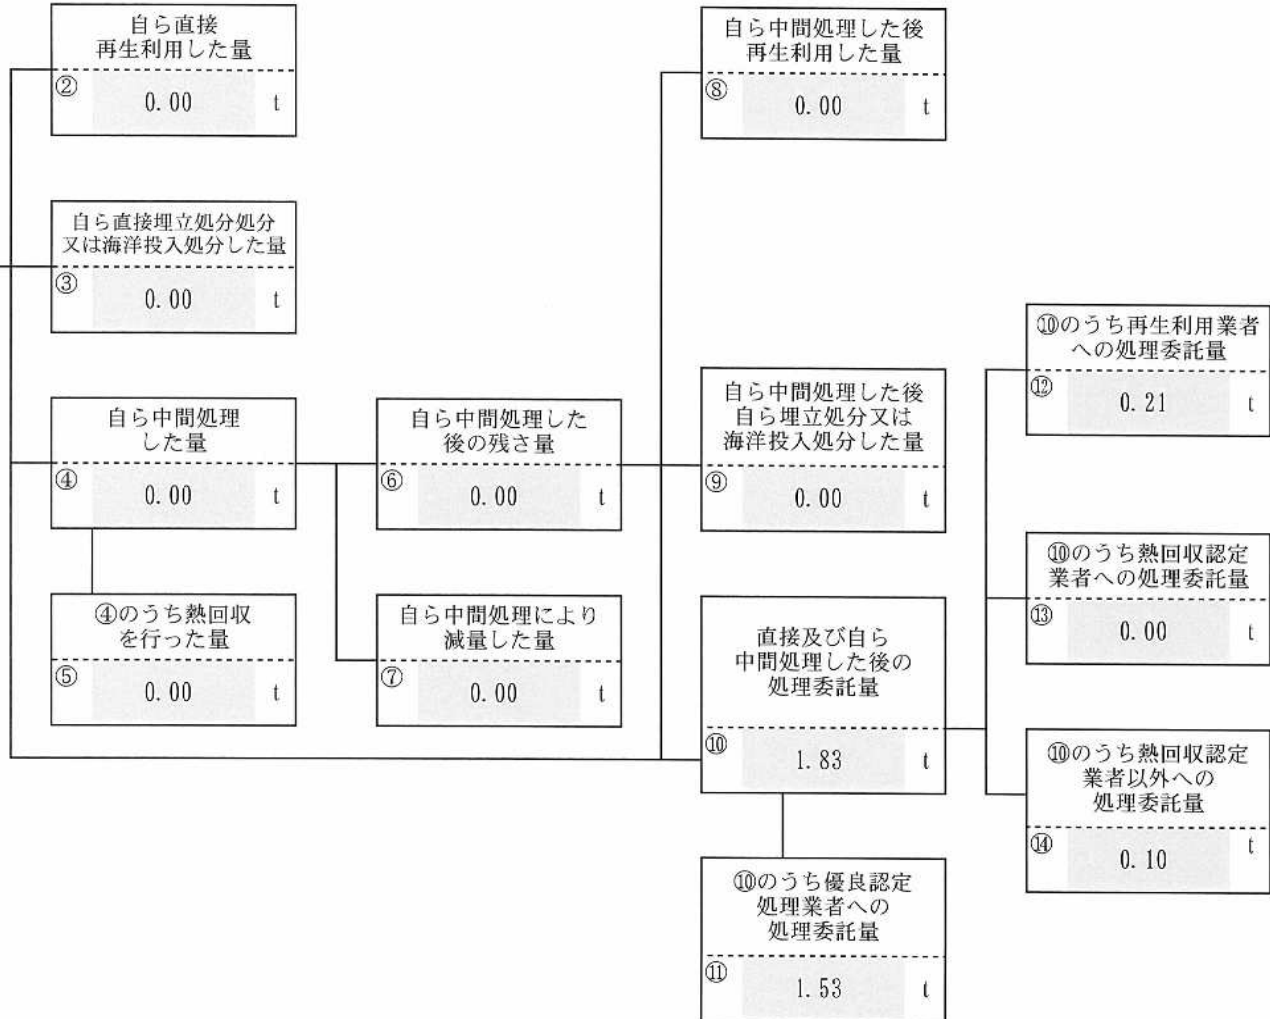 自ら直接
再生利用した量
② 0.00 t
自ら中間処理した後
再生利用した量
⑧ 0.00 t
自ら直接埋立処分処分
又は海洋投入処分した量
③ 0.00 t
⑩のうち再生利用業者
への処理委託量
⑫ 0.21 t
自ら中間処理
した量
④ 0.00 t
自ら中間処理した
後の残さ量
⑥ 0.00 t
自ら中間処理した後
自ら埋立処分又は
海洋投入処分した量
⑨ 0.00 t
⑩のうち熱回収認定
業者への処理委託量
⑬ 0.00 t
④のうち熱回収
を行った量
⑤ 0.00 t
自ら中間処理により
減量した量
⑦ 0.00 t
直接及び自ら
中間処理した後の
処理委託量
⑩ 1.83 t
⑩のうち熱回収認定
業者以外への
処理委託量
⑭ 0.10 t
⑩のうち優良認定
処理業者への
処理委託量
⑪ 1.53 t